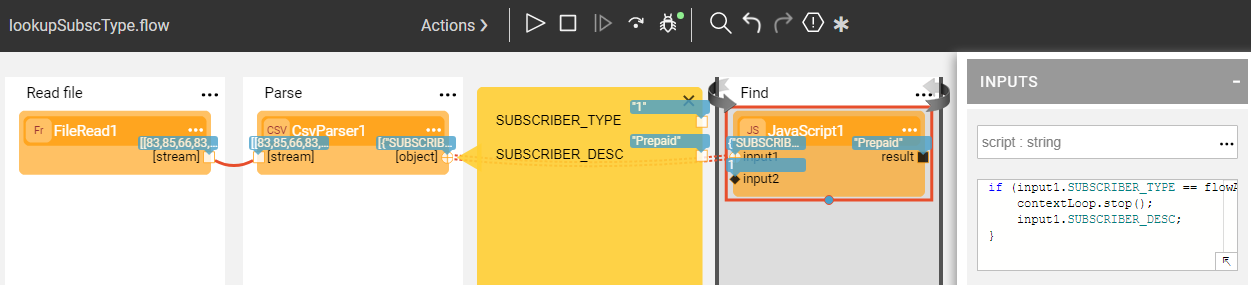 lookupSubscType.flow
Actions
Read file
Parse
Find
INPUTS
Fr
FileRead1
[[83,85,66,83,...
[stream]
CSV
CsvParser1
[[83,85,66,83,...
[{"SUBSCRIB...
[stream]
[object]
SUBSCRIBER_TYPE
"1"
SUBSCRIBER_DESC
"Prepaid"
JS
JavaScript1
{"SUBSCRIB...
"Prepaid"
input1
result
1
input2
script : string
if (input1.SUBSCRIBER_TYPE ==
contextLoop.stop();
input1.SUBSCRIBER_DESC;
}